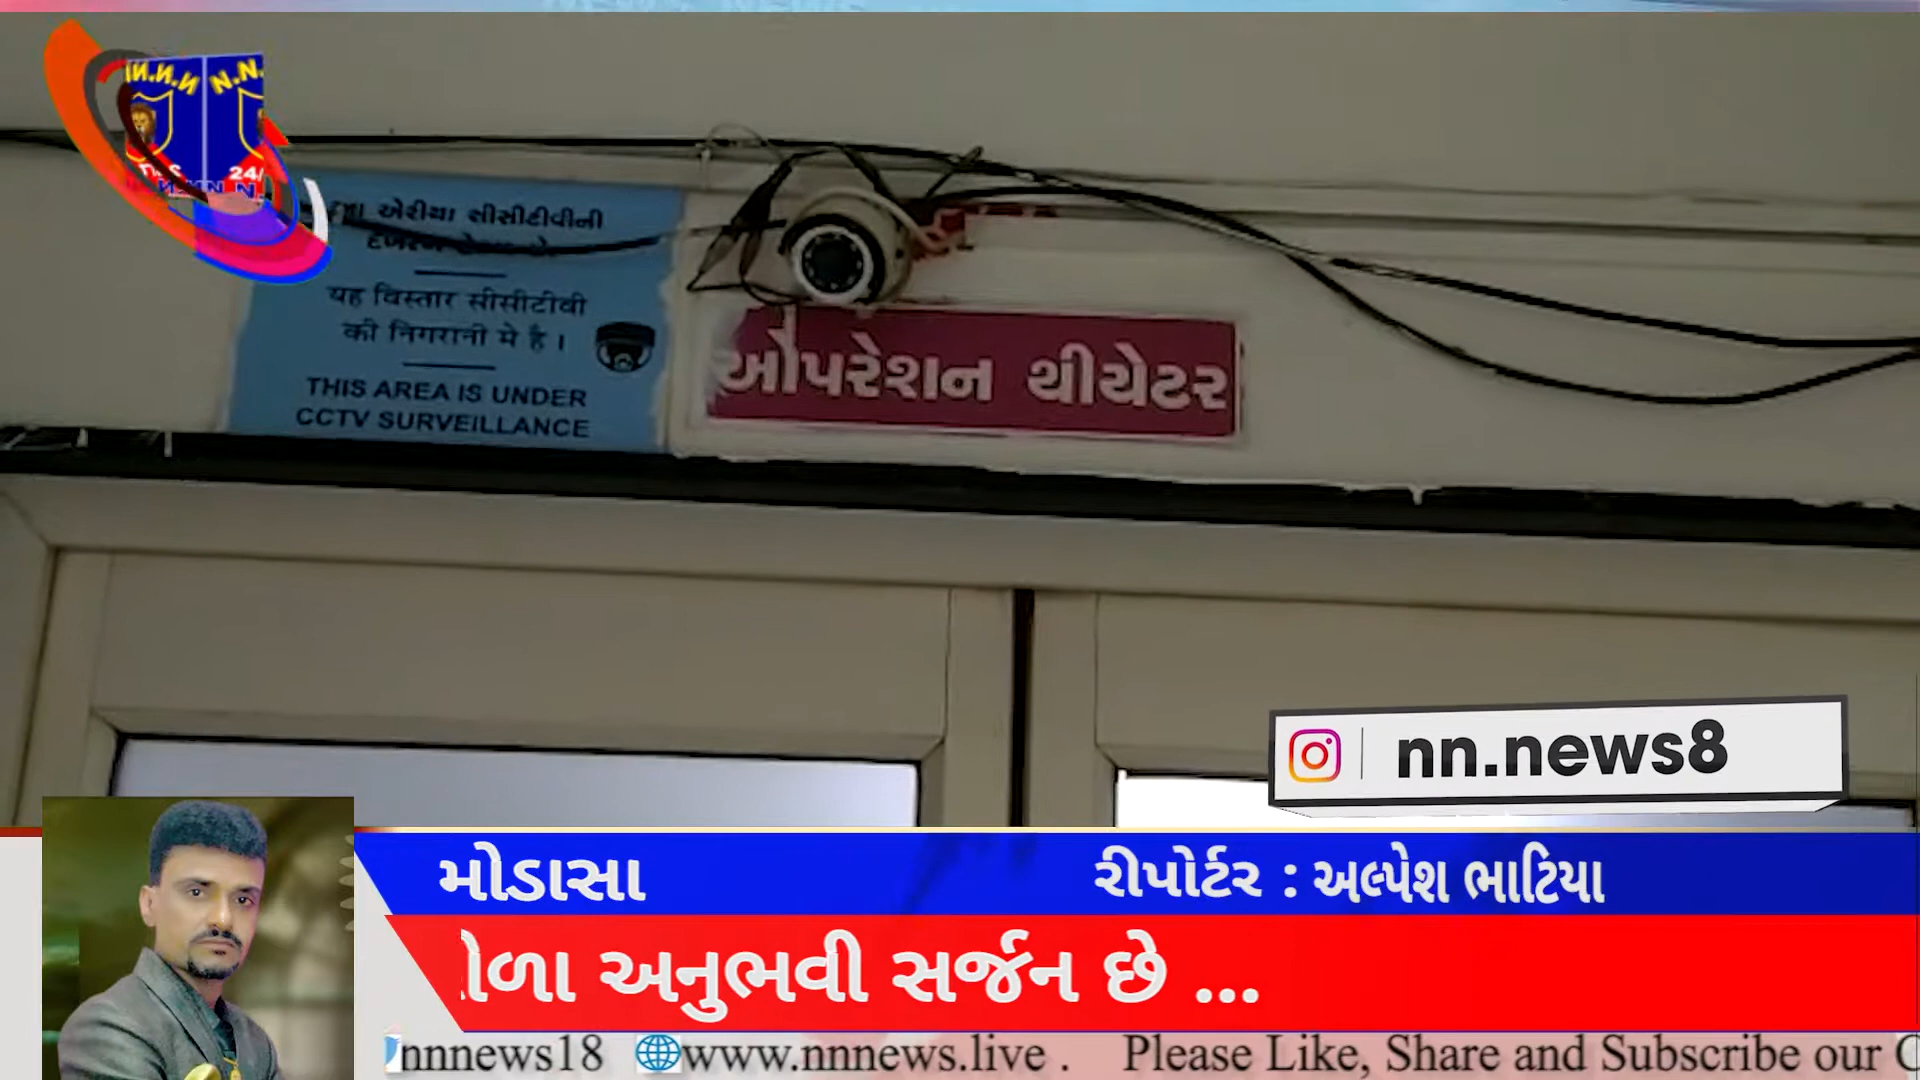 N.N.
24/
એરીયા સીસીટીવીની
यह विस्तार सीसीटीवी
की निगरानी मे है ।
THIS AREA IS UNDER
CCTV SURVEILLANCE
ઓપરેશન થીયેટર
nn.news8
મોડાસા
રીપોર્ટર : અલ્પેશ ભાટિયા
અનુભવી સર્જન છે ...
nnnews18 www.nnnews.live . Please Like, Share and Subscribe our